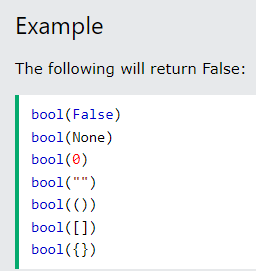 Example
The following will return False:
bool(False)
bool(None)
bool(0)
bool("")
bool(())
bool([])
bool({})